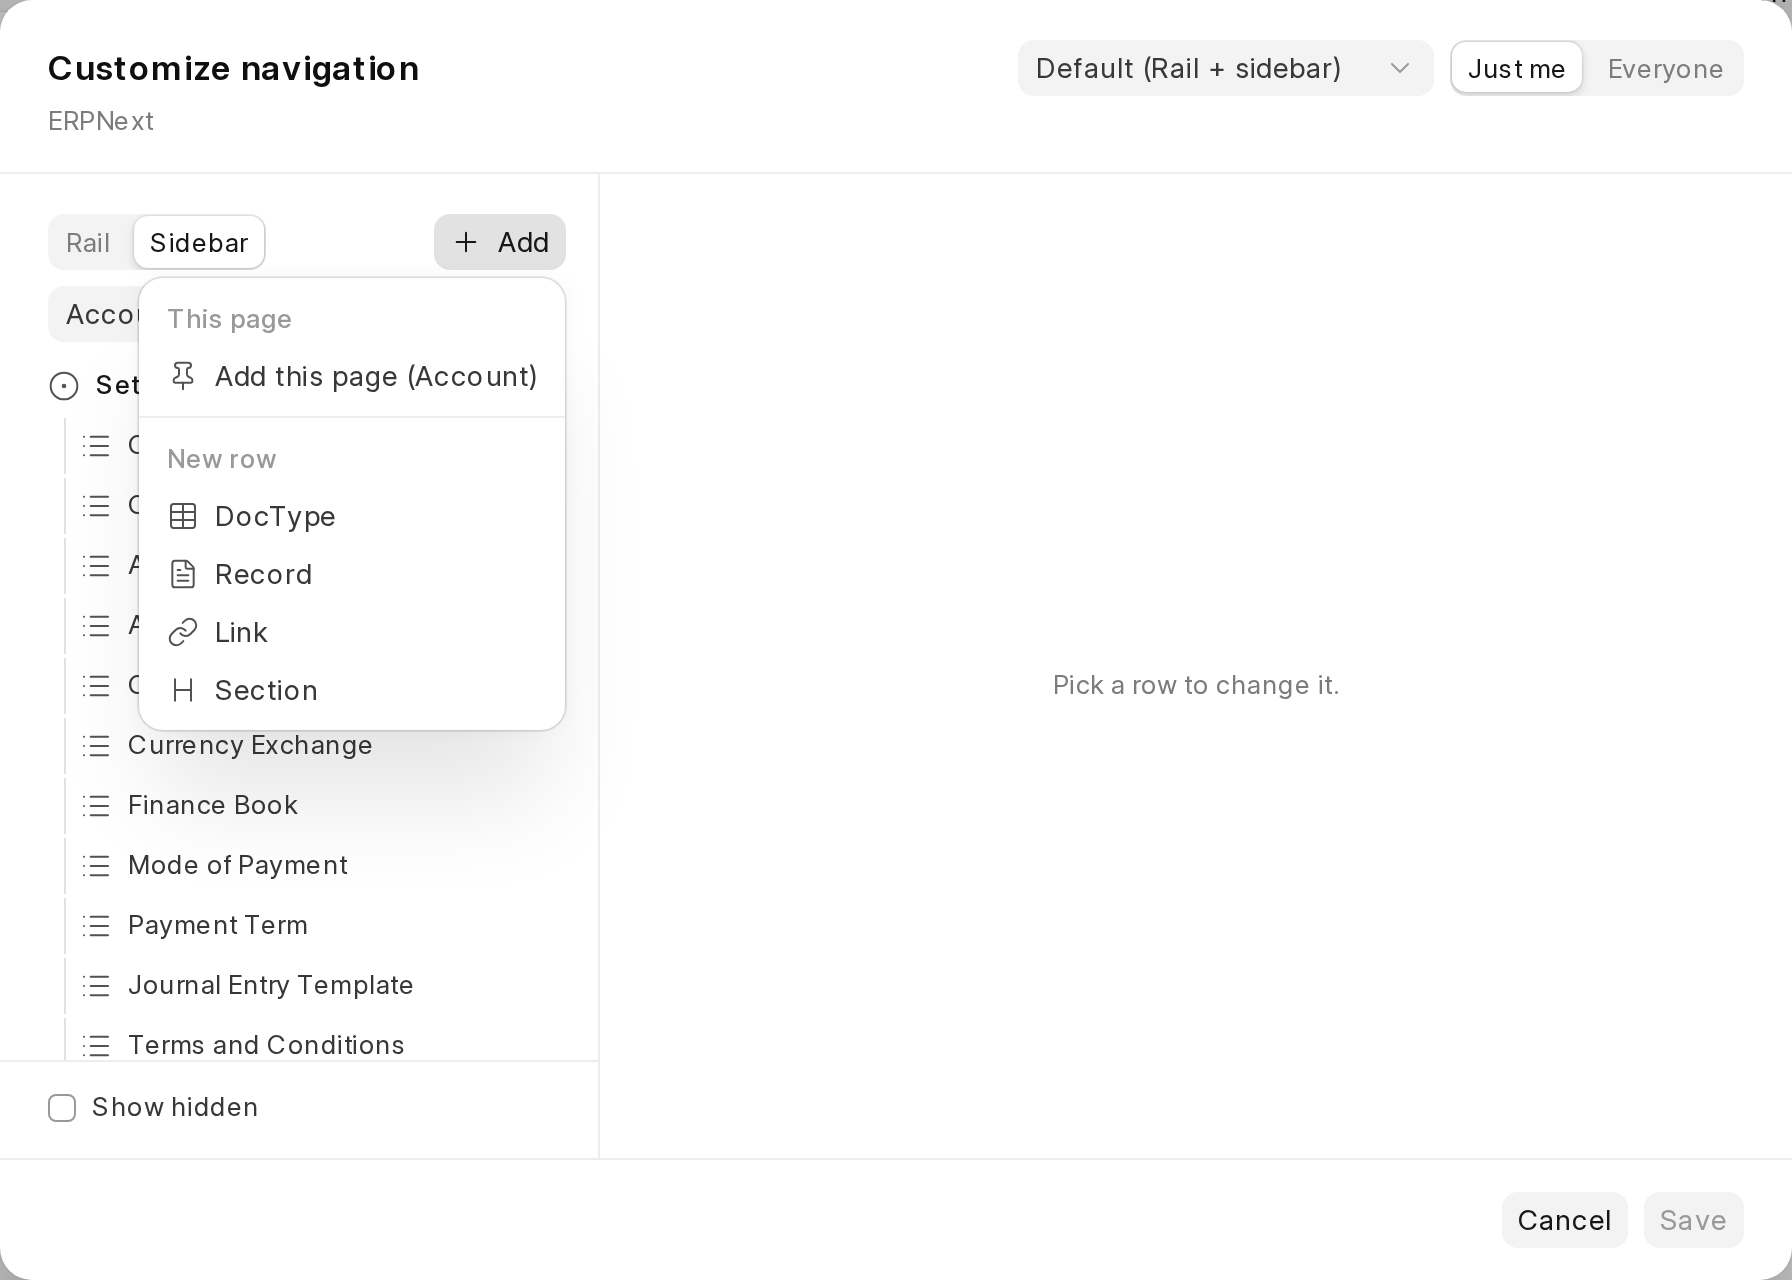 Customize navigation
ERPNext
Default (Rail + sidebar)
Just me
Everyone
Rail
Sidebar
Add
This page
Add this page (Account)
New row
DocType
Record
Link
Section
Currency Exchange
Finance Book
Mode of Payment
Payment Term
Journal Entry Template
Terms and Conditions
Show hidden
Pick a row to change it.
Cancel
Save